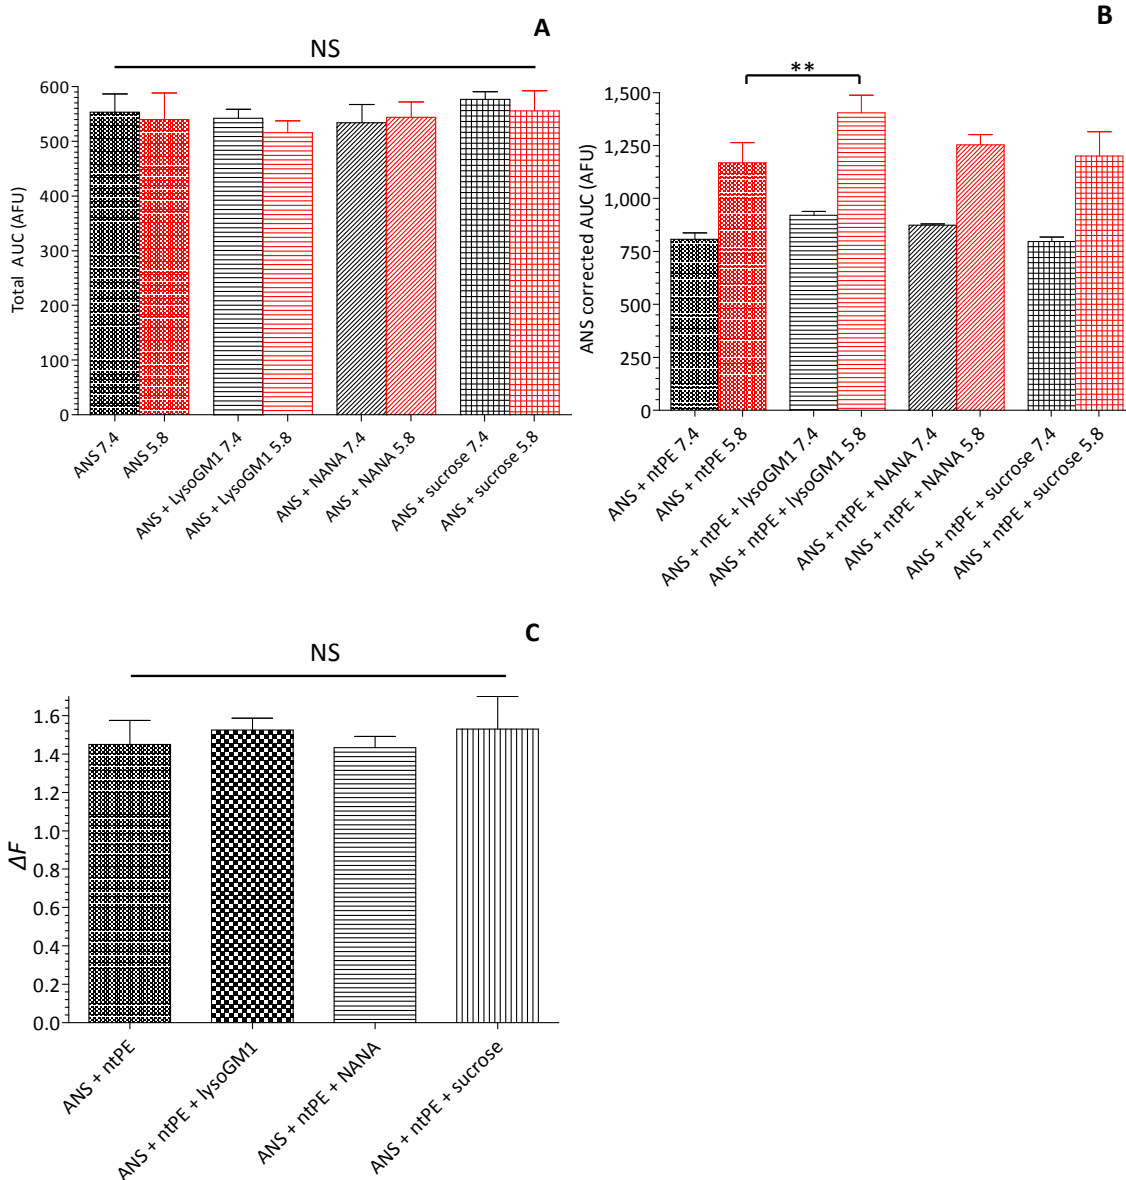 A
NS
Total AUC (AFU)
600
500
400
300
200
100
0
ANS 7.4
ANS 5.8
ANS + LysoGM1 7.4
ANS + LysoGM1 5.8
ANS + NANA 7.4
ANS + NANA 5.8
ANS + sucrose 7.4
ANS + sucrose 5.8
B
**
ANS corrected AUC (AFU)
1,500
1,250
1,000
750
500
250
0
ANS + ntPE 7.4
ANS + ntPE 5.8
ANS + ntPE + lysoGM1 7.4
ANS + ntPE + lysoGM1 5.8
ANS + ntPE + NANA 7.4
ANS + ntPE + NANA 5.8
ANS + ntPE + sucrose 7.4
ANS + ntPE + sucrose 5.8
C
NS
ΔF
1.6
1.4
1.2
1.0
0.8
0.6
0.4
0.2
0.0
ANS + ntPE
ANS + ntPE + lysoGM1
ANS + ntPE + NANA
ANS + ntPE + sucrose